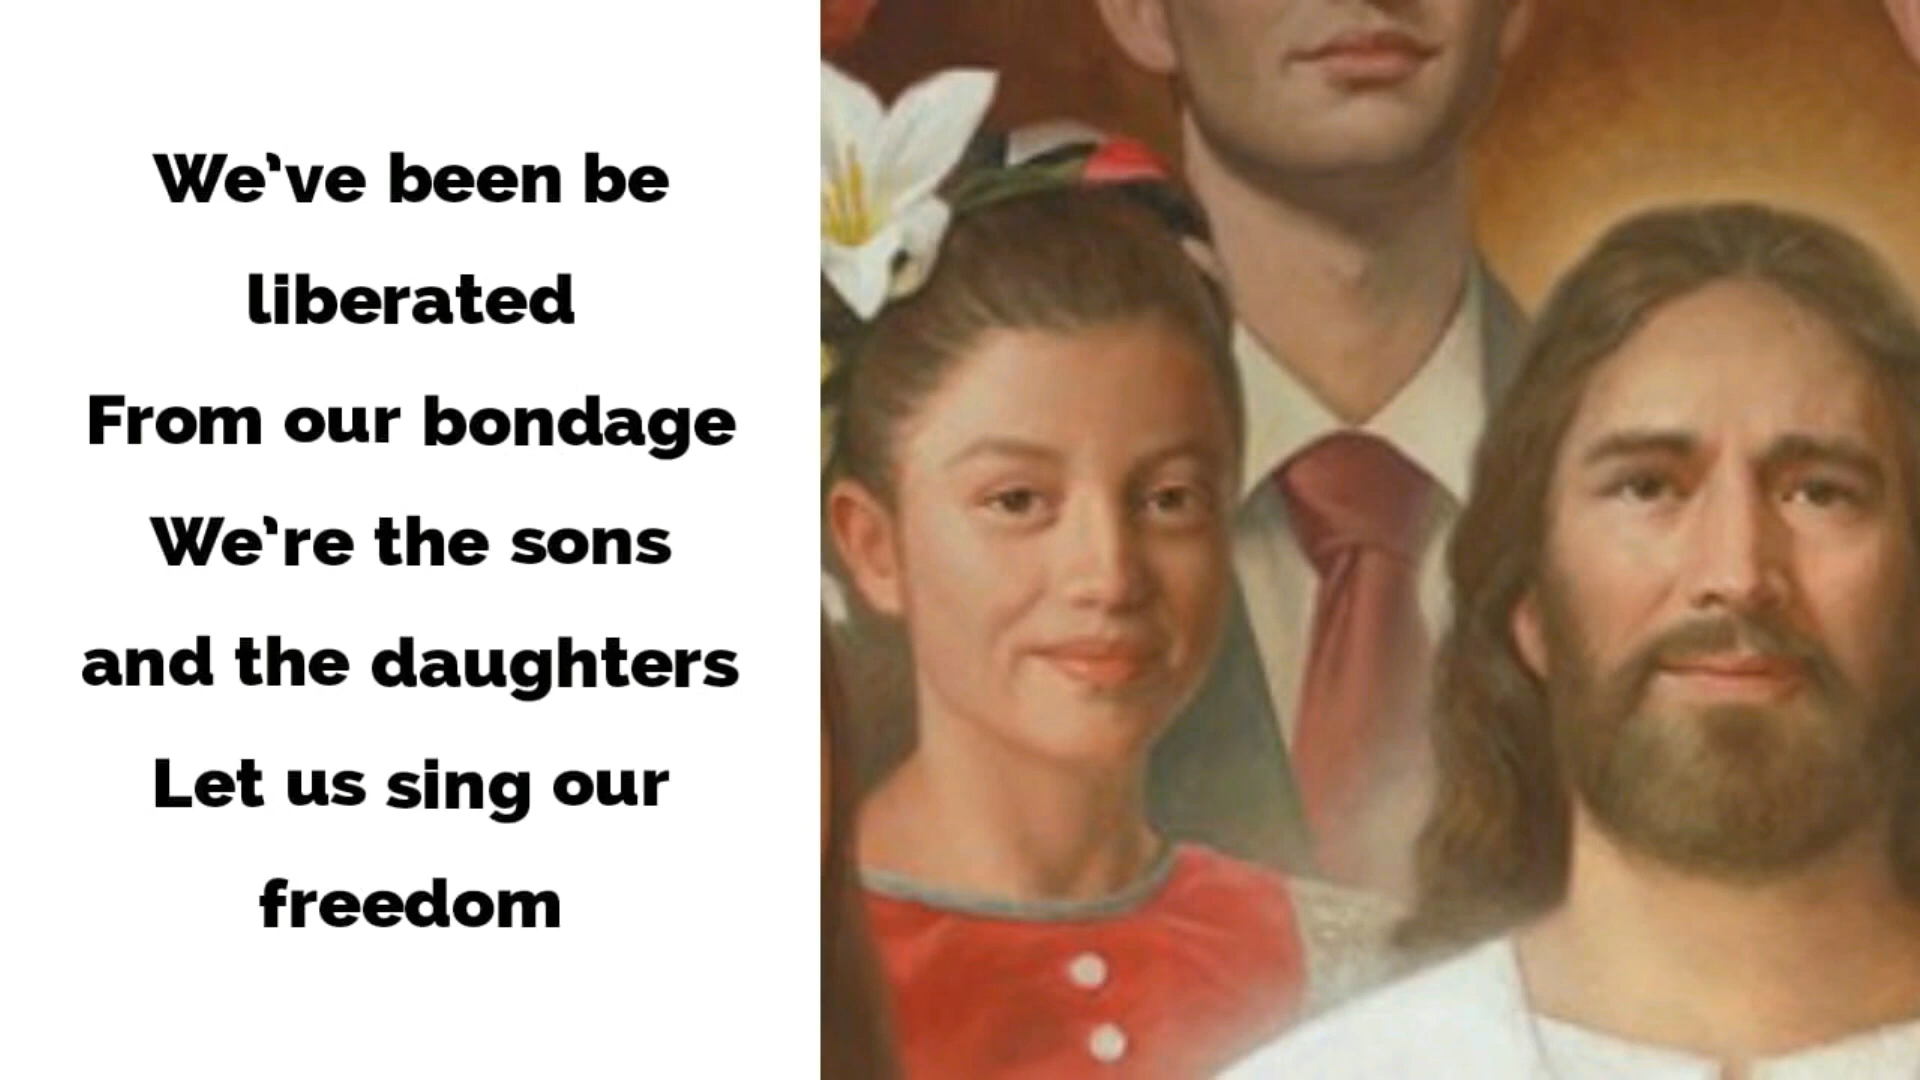 We've been be
liberated
From our bondage
We're the sons
and the daughters
Let us sing our
freedom